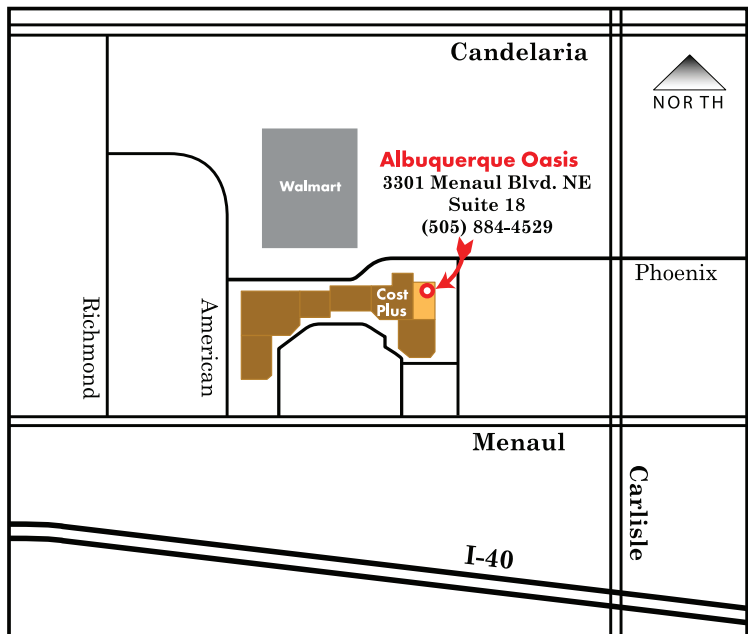 Candelaria
NORTH
Albuquerque Oasis
3301 Menaul Blvd. NE
Suite 18
(505) 884-4529
Walmart
Phoenix
Cost
Plus
Richmond
American
Menaul
Carlisle
I-40